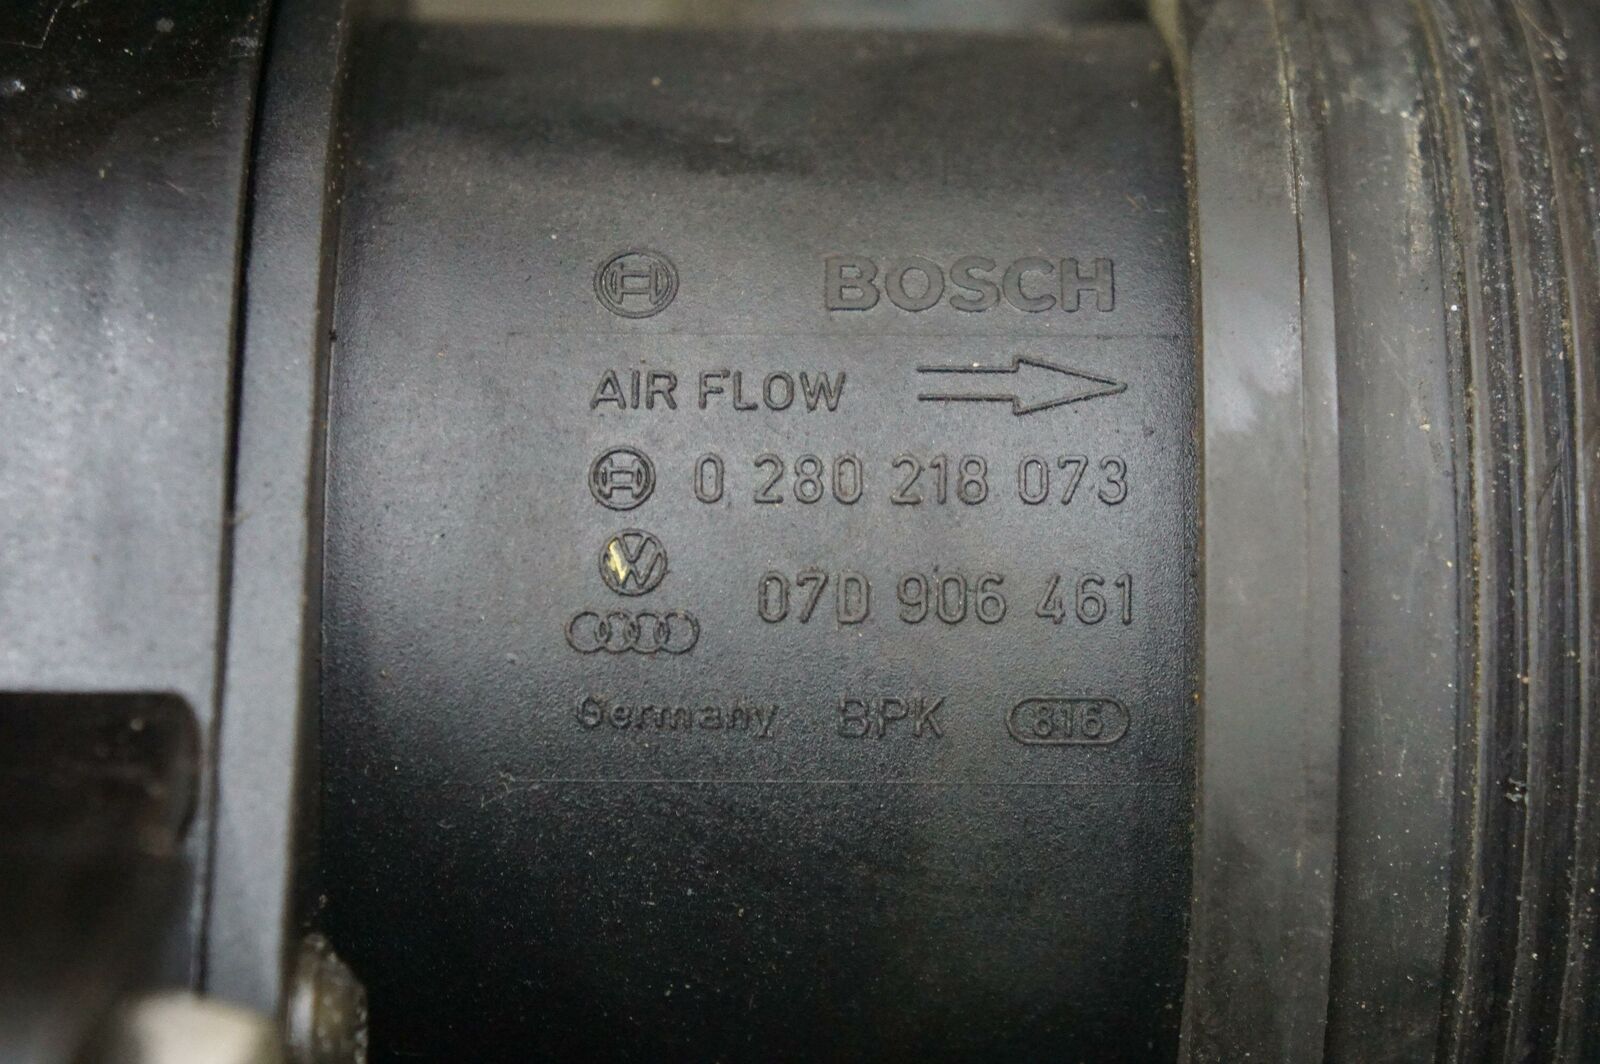 BOSCH
AIR FLOW
0 280 218 073
07D 906 461
Germany BPK 816